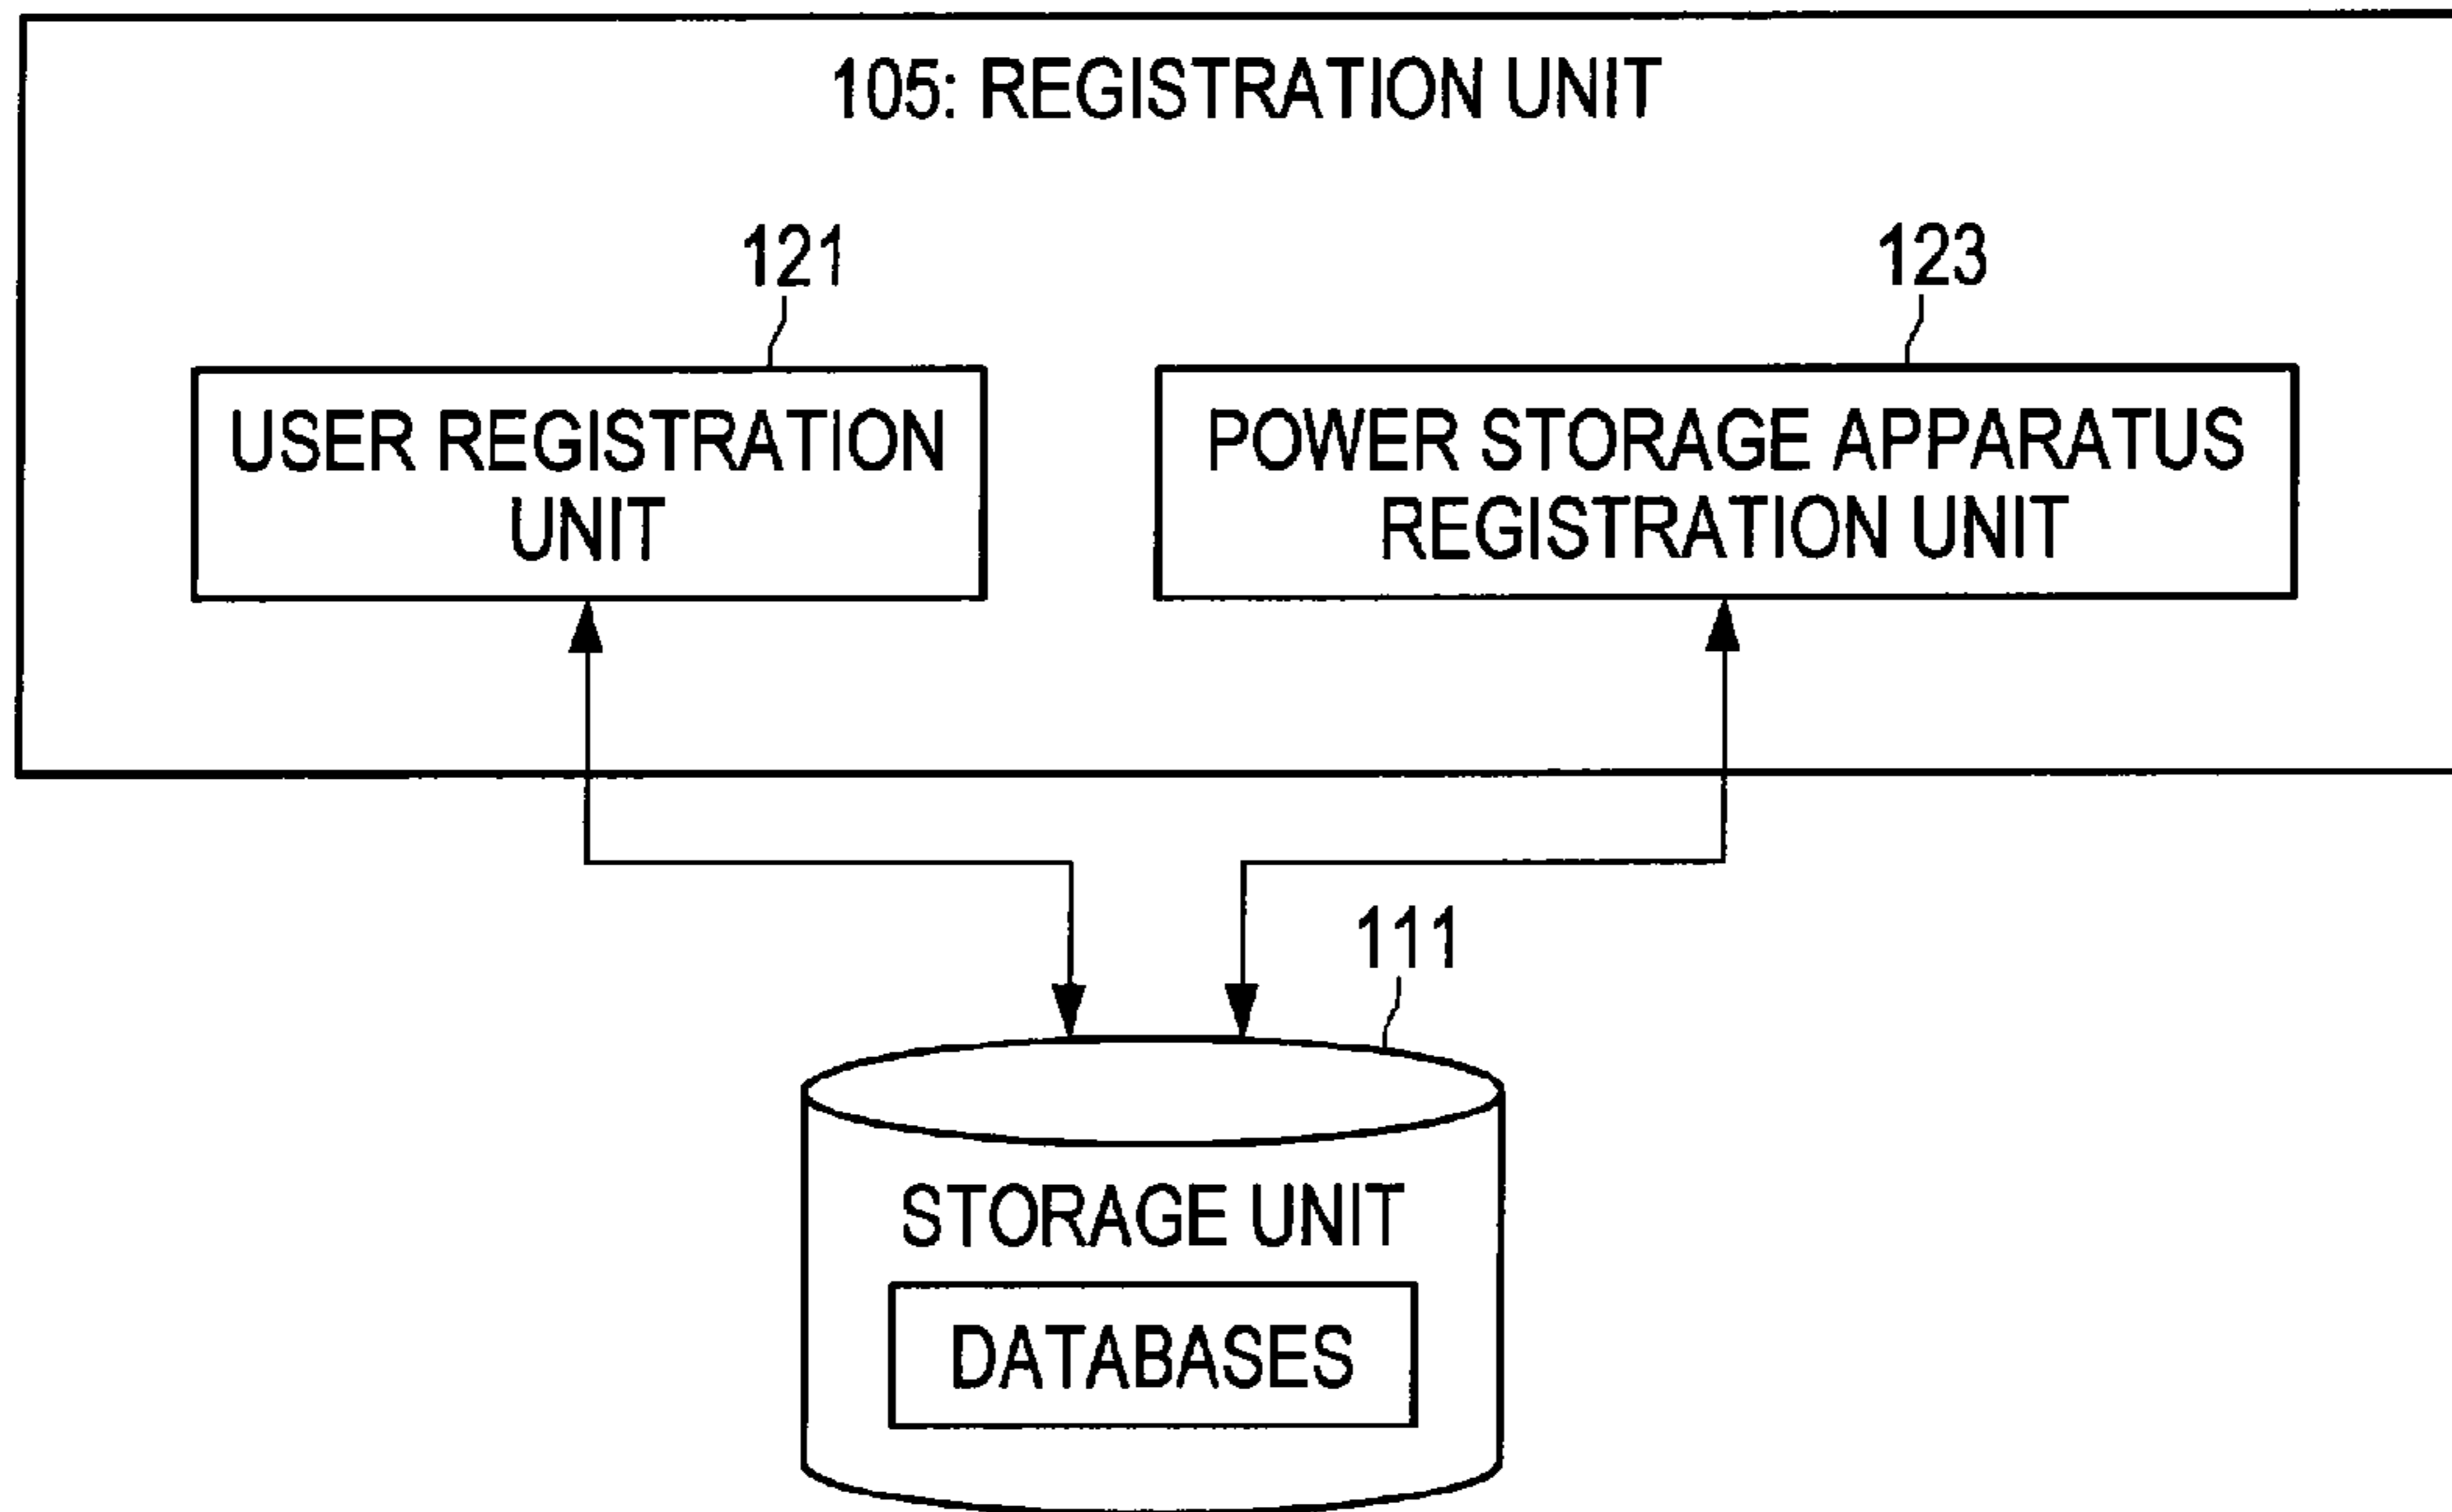 105: REGISTRATION UNIT
121
123
USER REGISTRATION
UNIT
POWER STORAGE APPARATUS
REGISTRATION UNIT
111
STORAGE UNIT
DATABASES